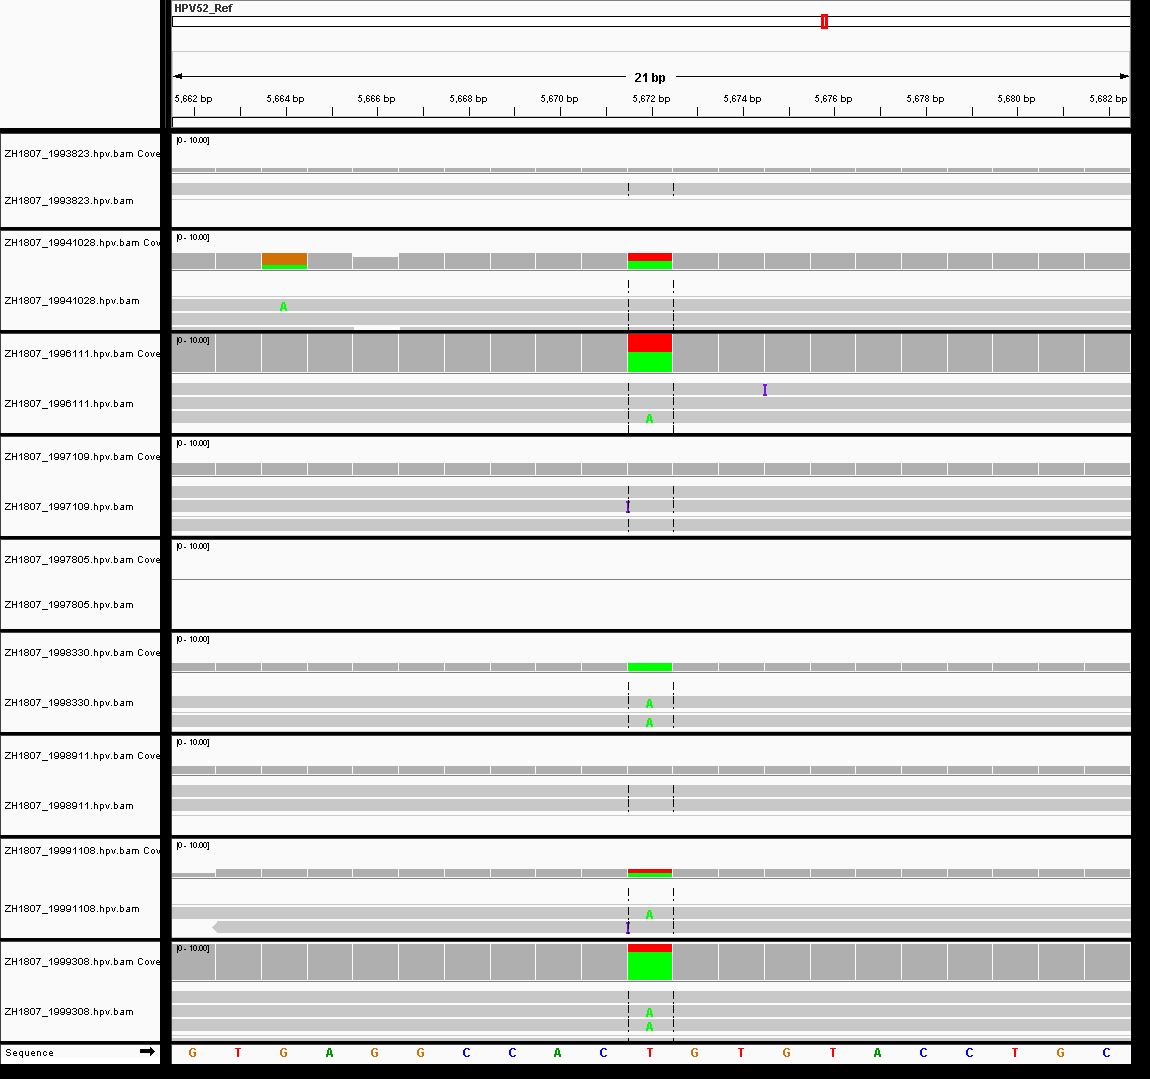 HPV52_Ref
21 bp
5,662 bp 5,664 bp 5,666 bp 5,668 bp 5,670 bp 5,672 bp 5,674 bp 5,676 bp 5,678 bp 5,680 bp 5,682 bp
[0 - 10.00]
ZH1807_1993823.hpv.bam Cove
ZH1807_1993823.hpv.bam
[0 - 10.00]
ZH1807_19941028.hpv.bam Cov
ZH1807_19941028.hpv.bam
A
[0 - 10.00]
ZH1807_1996111.hpv.bam Cove
ZH1807_1996111.hpv.bam
A
[0 - 10.00]
ZH1807_1997109.hpv.bam Cove
ZH1807_1997109.hpv.bam
[0 - 10.00]
ZH1807_1997805.hpv.bam Cove
ZH1807_1997805.hpv.bam
[0 - 10.00]
ZH1807_1998330.hpv.bam Cove
ZH1807_1998330.hpv.bam
A
A
[0 - 10.00]
ZH1807_1998911.hpv.bam Cove
ZH1807_1998911.hpv.bam
[0 - 10.00]
ZH1807_19991108.hpv.bam Cov
ZH1807_19991108.hpv.bam
A
[0 - 10.00]
ZH1807_1999308.hpv.bam Cove
ZH1807_1999308.hpv.bam
A
A
Sequence G T G A G G C C A C T G T G T A C C T G C